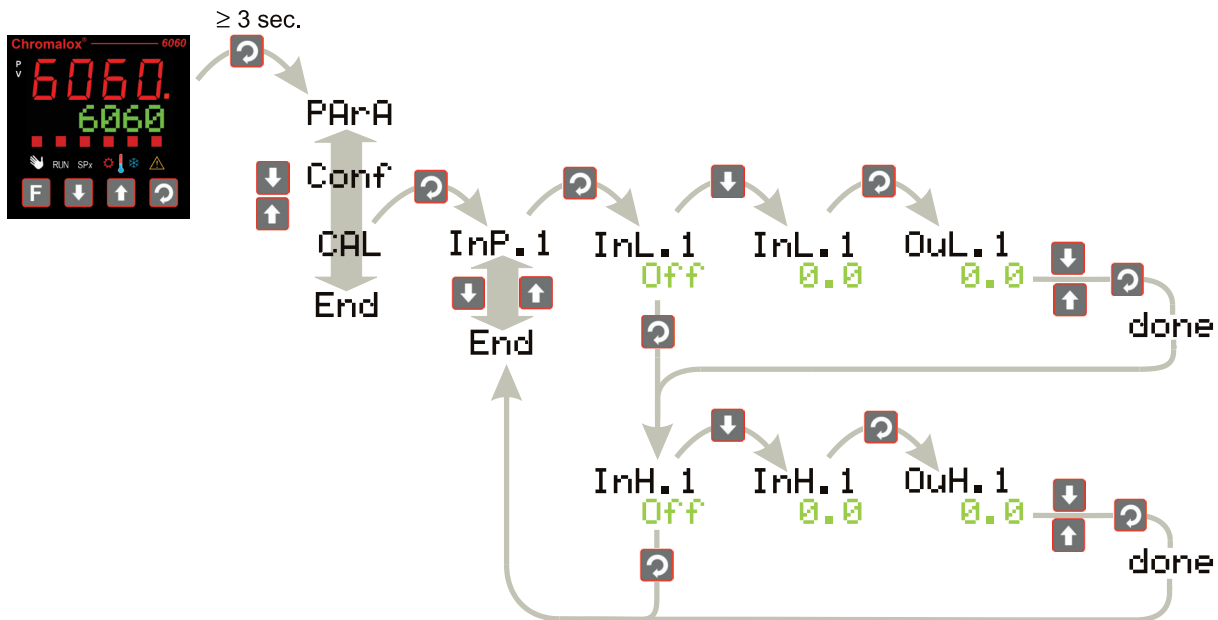 ≥ 3 sec.
Chromalox® 6060
PV
6060.
6060
RUN SPx
F
PArA
Conf
CAL
End
InP.1
End
InL.1
Off
InL.1
0.0
OuL.1
0.0
done
InH.1
Off
InH.1
0.0
OuH.1
0.0
done